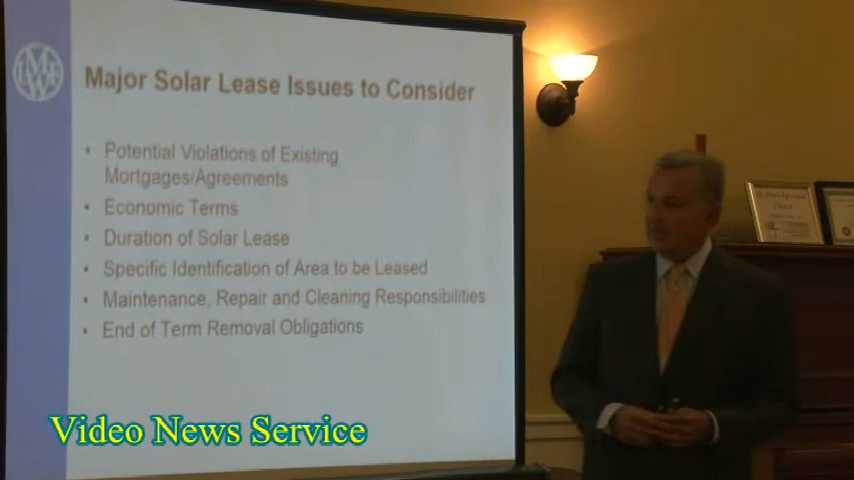 Major Solar Lease Issues to Consider
• Potential Violations of Existing
Mortgages/Agreements
• Economic Terms
• Duration of Solar Lease
• Specific Identification of Area to be Leased
• Maintenance, Repair and Cleaning Responsibilities
• End of Term Removal Obligations
Video News Service